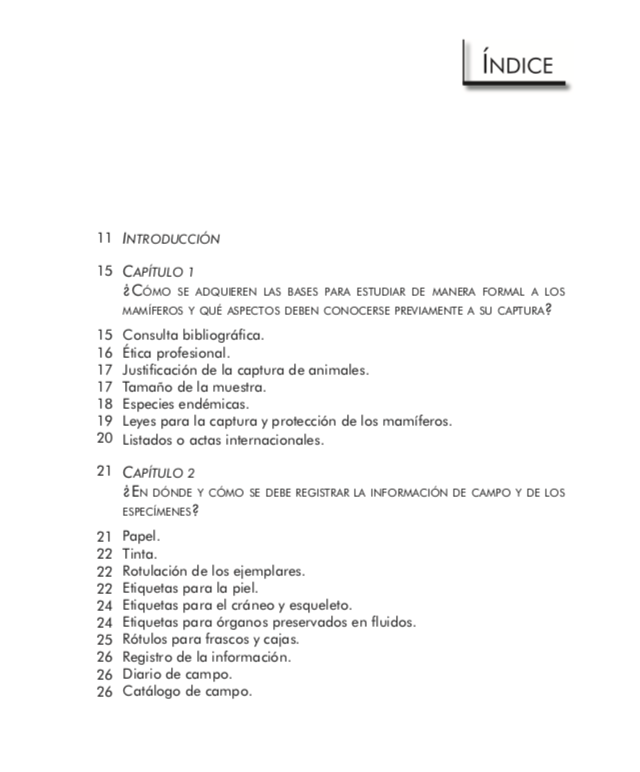 ÍNDICE
11 INTRODUCCIÓN
15 CAPÍTULO 1
¿CÓMO SE ADQUIEREN LAS BASES PARA ESTUDIAR DE MANERA FORMAL A LOS
MAMÍFEROS Y QUÉ ASPECTOS DEBEN CONOCERSE PREVIAMENTE A SU CAPTURA?
15 Consulta bibliográfica.
16 Ética profesional.
17 Justificación de la captura de animales.
17 Tamaño de la muestra.
18 Especies endémicas.
19 Leyes para la captura y protección de los mamíferos.
20 Listados o actas internacionales.
21 CAPÍTULO 2
¿EN DÓNDE Y CÓMO SE DEBE REGISTRAR LA INFORMACIÓN DE CAMPO Y DE LOS
ESPECÍMENES?
21 Papel.
22 Tinta.
22 Rotulación de los ejemplares.
22 Etiquetas para la piel.
24 Etiquetas para el cráneo y esqueleto.
24 Etiquetas para órganos preservados en fluidos.
25 Rótulos para frascos y cajas.
26 Registro de la información.
26 Diario de campo.
26 Catálogo de campo.